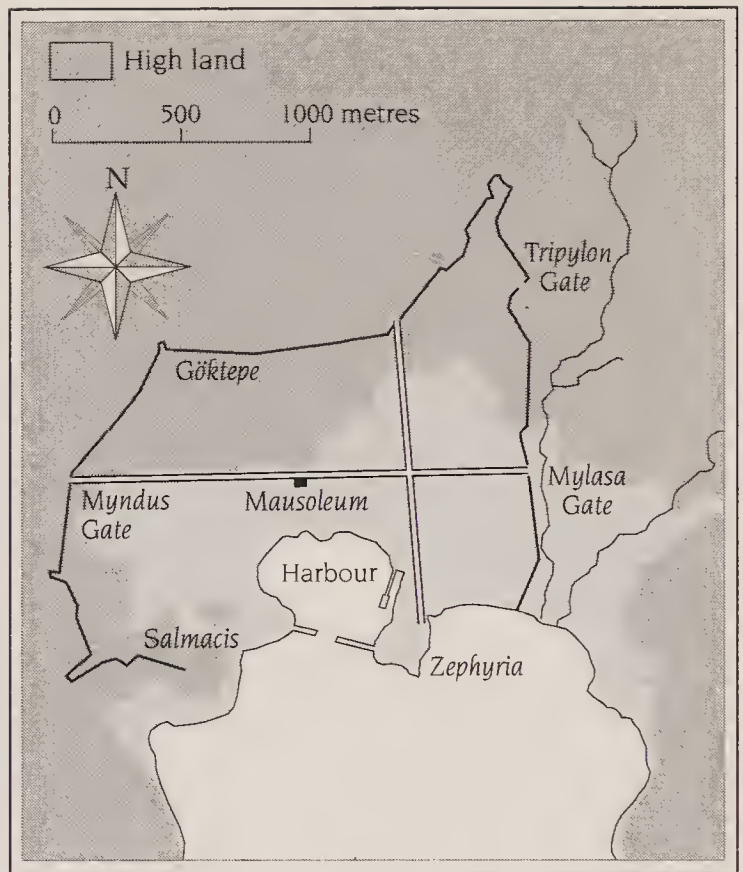 High land
0 500 1000 metres
N
Tripylon
Gate
Göktepe
Myndus
Gate
Mausoleum
Mylasa
Gate
Harbour
Salmacis
Zephyria